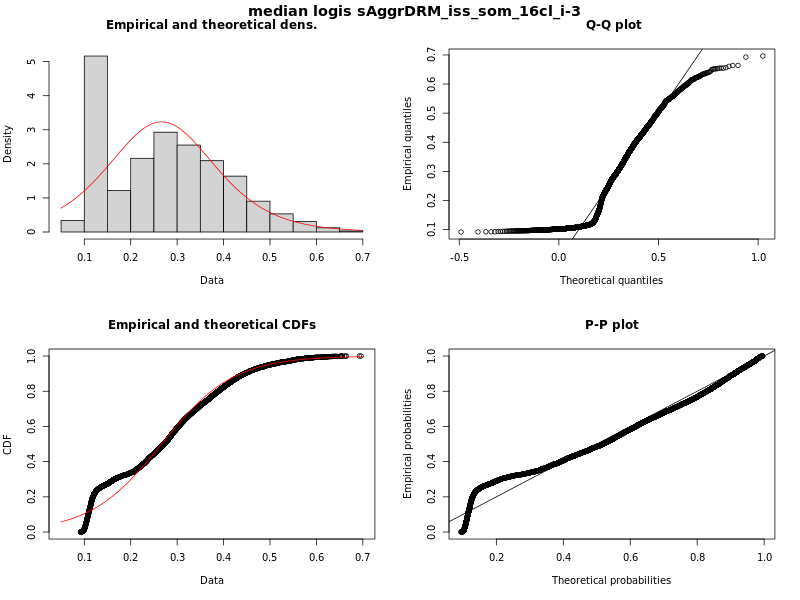 median logis sAggrDRM_iss_som_16cl_i-3
Empirical and theoretical dens.
Density
0 1 2 3 4 5
0.1 0.2 0.3 0.4 0.5 0.6 0.7
Data
Q-Q plot
Empirical quantiles
0.1 0.2 0.3 0.4 0.5 0.6 0.7
-0.5 0.0 0.5 1.0
Theoretical quantiles
Empirical and theoretical CDFs
CDF
0.0 0.2 0.4 0.6 0.8 1.0
0.1 0.2 0.3 0.4 0.5 0.6 0.7
Data
P-P plot
Empirical probabilities
0.0 0.2 0.4 0.6 0.8 1.0
0.2 0.4 0.6 0.8 1.0
Theoretical probabilities